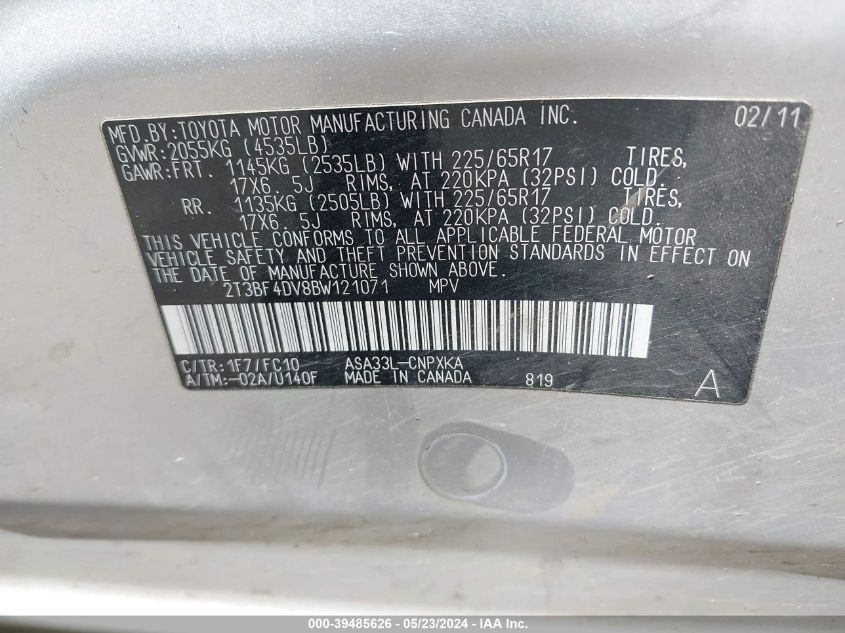 MFD.BY:TOYOTA MOTOR MANUFACTURING CANADA INC. 02/11
GVWR:2055KG (4535LB)
GAWR:FRT. 1145KG (2535LB) WITH 225/65R17 TIRES,
17X6. 5J RIMS, AT 220KPA (32PSI) COLD.
RR. 1135KG (2505LB) WITH 225/65R17 TIRES,
17X6. 5J RIMS, AT 220KPA (32PSI) COLD.
THIS VEHICLE CONFORMS TO ALL APPLICABLE FEDERAL MOTOR
VEHICLE SAFETY AND THEFT PREVENTION STANDARDS IN EFFECT ON
THE DATE OF MANUFACTURE SHOWN ABOVE.
2T3BF4DV8BW121071 MPV
C/TR:1F7/FC10 ASA33L-CNPXKA
A/TM:-02A/U140F MADE IN CANADA 819 A
000-39485626 - 05/23/2024 - IAA Inc.